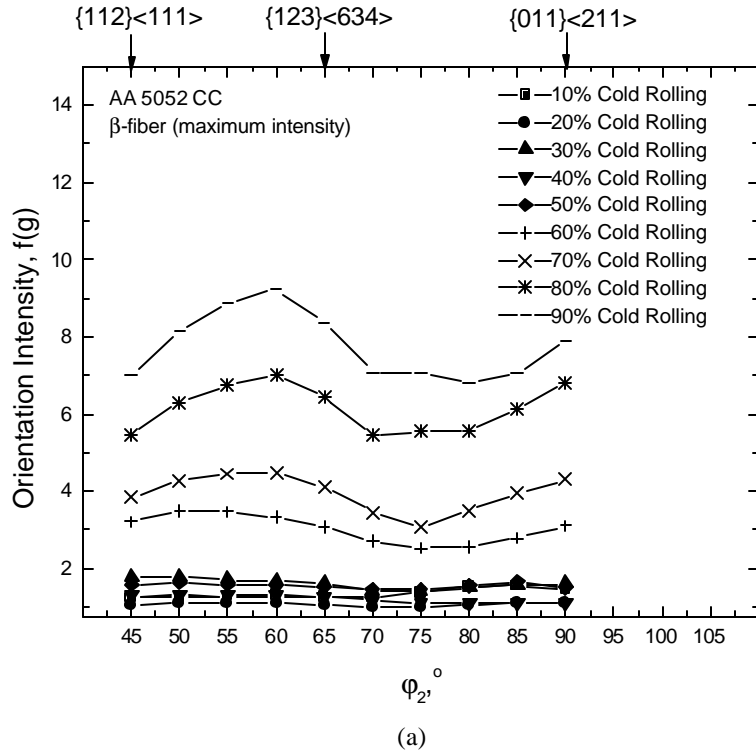 {112}<111> {123}<634> {011}<211>
AA 5052 CC
β-fiber (maximum intensity)
10% Cold Rolling
20% Cold Rolling
30% Cold Rolling
40% Cold Rolling
50% Cold Rolling
60% Cold Rolling
70% Cold Rolling
80% Cold Rolling
90% Cold Rolling
Orientation Intensity, f(g)
14
12
10
8
6
4
2
45 50 55 60 65 70 75 80 85 90 95 100 105
φ2,°
(a)